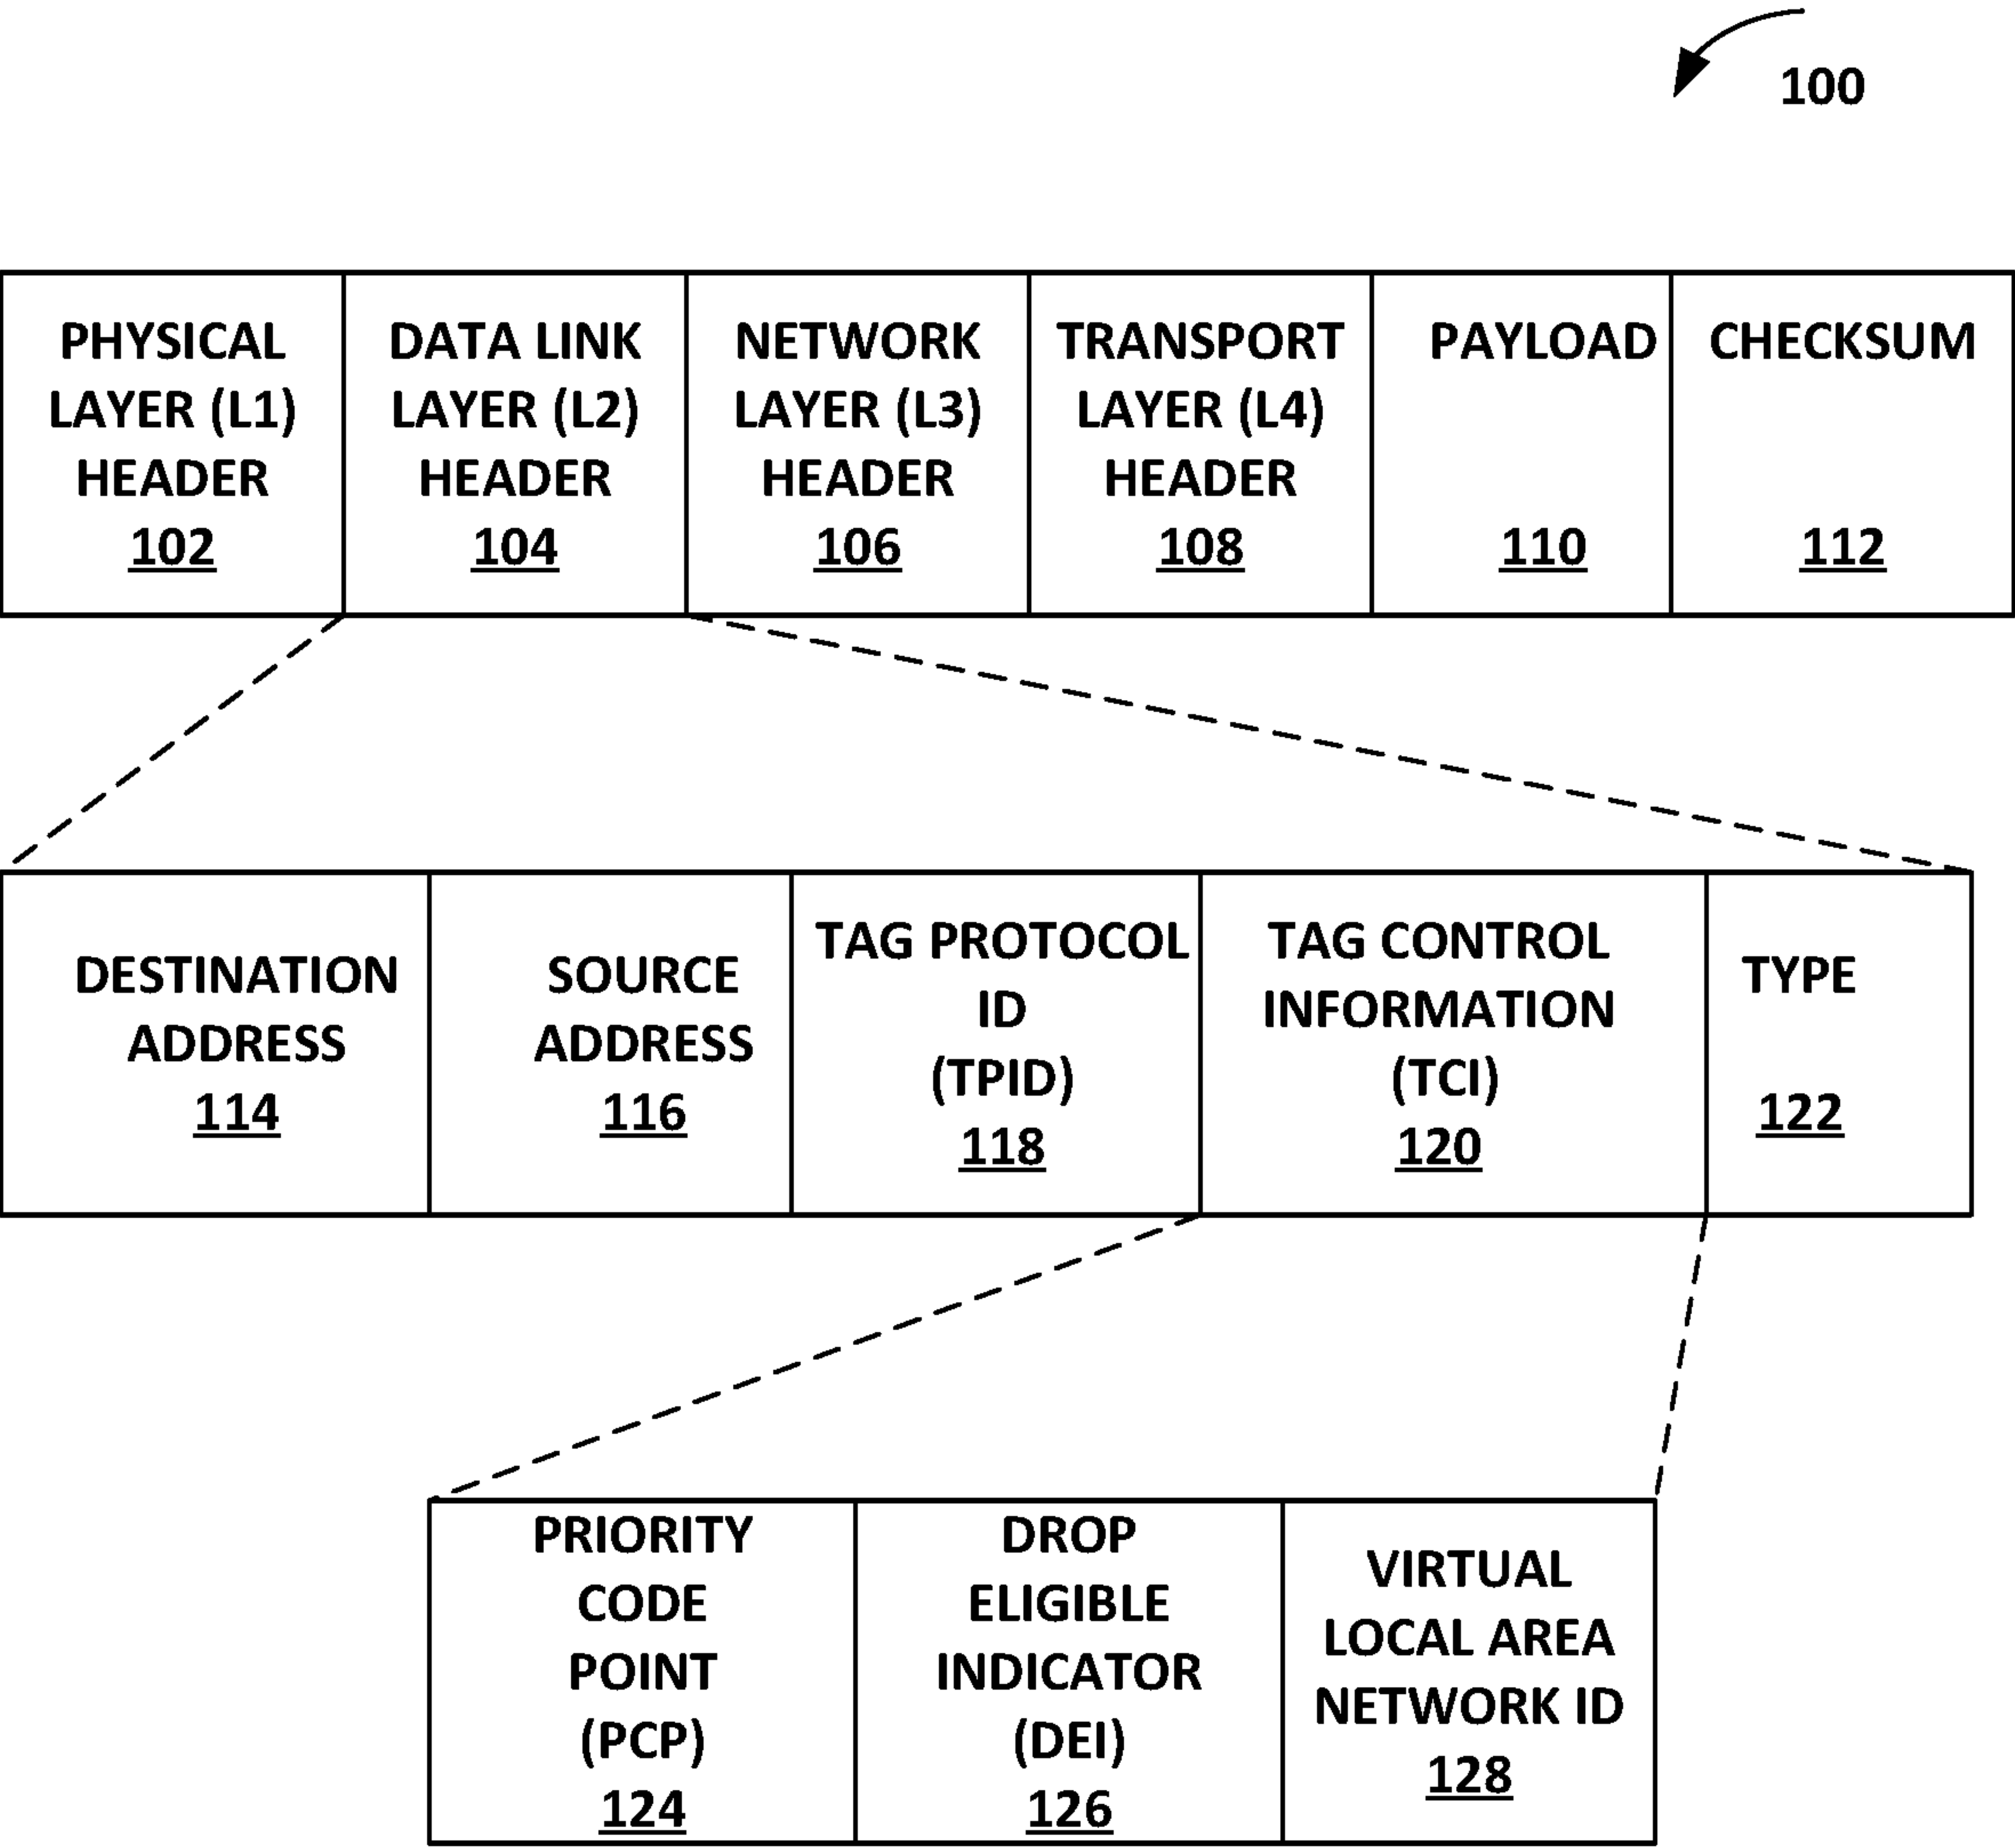 100
PHYSICAL
LAYER (L1)
HEADER
102
DATA LINK
LAYER (L2)
HEADER
104
NETWORK
LAYER (L3)
HEADER
106
TRANSPORT
LAYER (L4)
HEADER
108
PAYLOAD
110
CHECKSUM
112
DESTINATION
ADDRESS
114
SOURCE
ADDRESS
116
TAG PROTOCOL
ID
(TPID)
118
TAG CONTROL
INFORMATION
(TCI)
120
TYPE
122
PRIORITY
CODE
POINT
(PCP)
124
DROP
ELIGIBLE
INDICATOR
(DEI)
126
VIRTUAL
LOCAL AREA
NETWORK ID
128